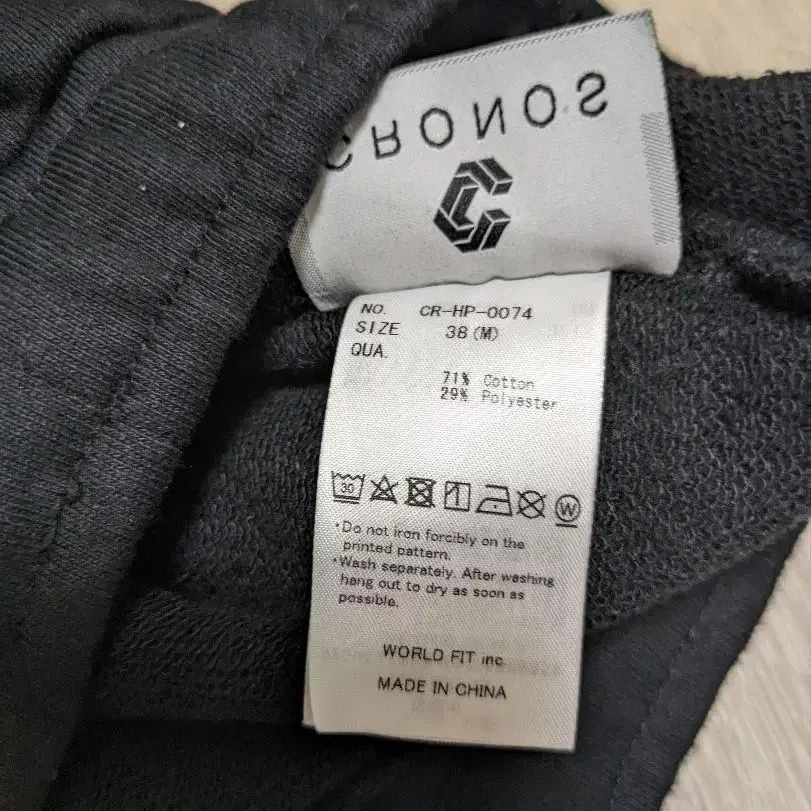 CRONOS
NO. CR-HP-0074
SIZE 38 (M)
QUA.
71% Cotton
29% Polyester
30 W
・Do not iron forcibly on the
printed pattern.
・Wash separately. After washing
hang out to dry as soon as
possible.
WORLD FIT inc
MADE IN CHINA